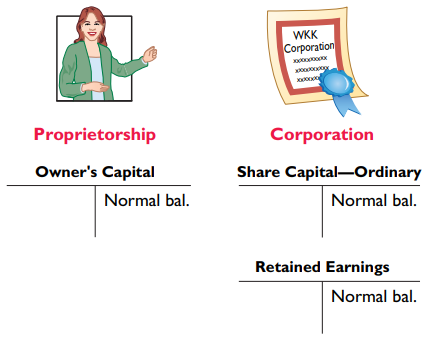 WKK
Corporation
xxxxxxxxxx
xxxxxxxxxx
xxxxxxx
Proprietorship
Corporation
Owner's Capital
Share Capital—Ordinary
Normal bal.
Normal bal.
Retained Earnings
Normal bal.